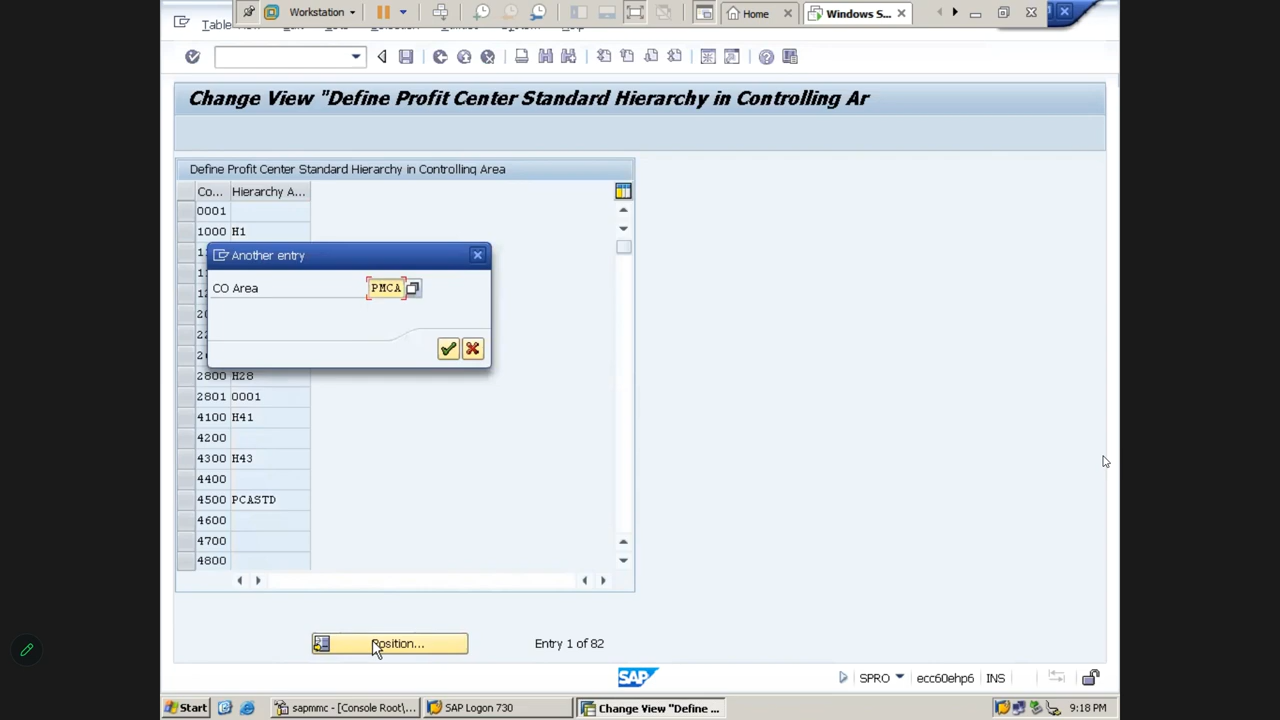 Workstation
Home
Windows S...
Change View "Define Profit Center Standard Hierarchy in Controlling Ar
Define Profit Center Standard Hierarchy in Controlling Area
Co... Hierarchy A...
0001
1000 H1
Another entry
CO Area PMCA
2800 H28
2801 0001
4100 H41
4200
4300 H43
4400
4500 PCASTD
4600
4700
4800
Position... Entry 1 of 82
SAP
SPRO ecc60ehp6 INS
Start sapmmc - [Console Root\... SAP Logon 730 Change View "Define ... 9:18 PM